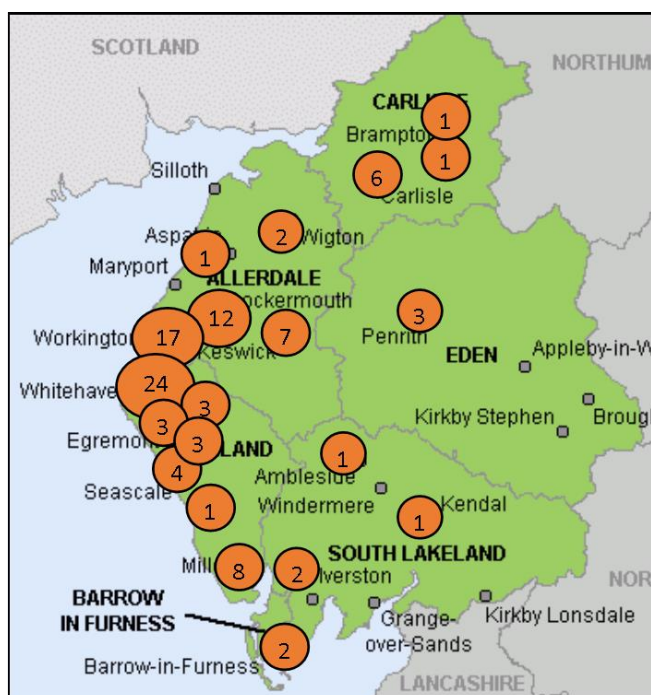 SCOTLAND
NORTHUM
CARLI
1
Brampto
1
6
Carlisle
Silloth
2
Wigton
Aspat
1
Maryport
ALLERDALE
ockermouth
12
7
3
Penrith
Workington
17
Keswick
EDEN
Appleby-in-W
Whitehave
24
3
Kirkby Stephen
Broug
3
Egremon
3
LAND
1
Ambleside
4
Seascale
Windermere
1
1
Kendal
Mill
8
2
SOUTH LAKELAND
lverston
NOR
BARROW
IN FURNESS
Grange-
over-Sands
Kirkby Lonsdale
2
Barrow-in-Furness
LANCASHIRE